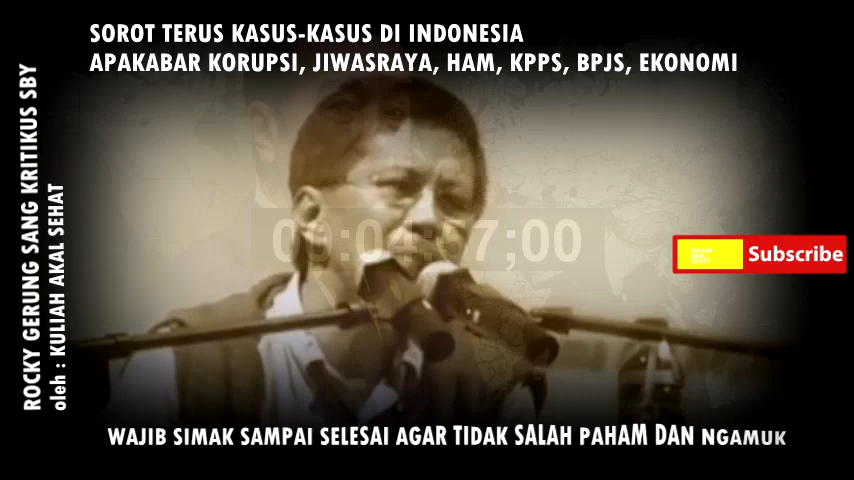 SOROT TERUS KASUS-KASUS DI INDONESIA
APAKABAR KORUPSI, JIWASRAYA, HAM, KPPS, BPJS, EKONOMI
ROCKY GERUNG SANG KRITIKUS SBY
oleh : KULIAH AKAL SEHAT
Subscribe
WAJIB SIMAK SAMPAI SELESAI AGAR TIDAK SALAH PAHAM DAN NGAMUK